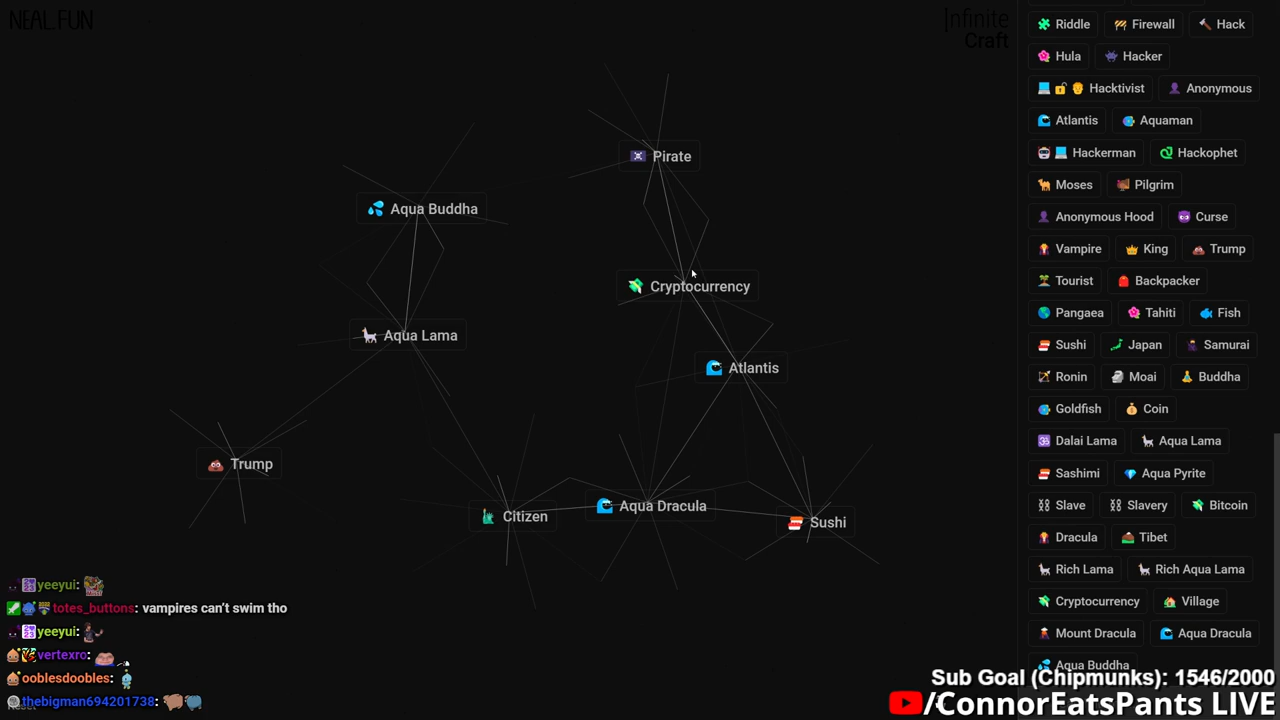 NEAL.FUN
Infinite
Craft
Pirate
Aqua Buddha
Cryptocurrency
Aqua Lama
Atlantis
Trump
Citizen
Aqua Dracula
Sushi
yeeyui:
totes_buttons: vampires can't swim tho
yeeyui:
vertexro:
ooblesdoobles:
thebigman694201738:
Reset
Riddle Firewall Hack
Hula Hacker
Hacktivist Anonymous
Atlantis Aquaman
Hackerman Hackophet
Moses Pilgrim
Anonymous Hood Curse
Vampire King Trump
Tourist Backpacker
Pangaea Tahiti Fish
Sushi Japan Samurai
Ronin Moai Buddha
Goldfish Coin
Dalai Lama Aqua Lama
Sashimi Aqua Pyrite
Slave Slavery Bitcoin
Dracula Tibet
Rich Lama Rich Aqua Lama
Cryptocurrency Village
Mount Dracula Aqua Dracula
Aqua Buddha
Sub Goal (Chipmunks): 1546/2000
/ConnorEatsPants LIVE